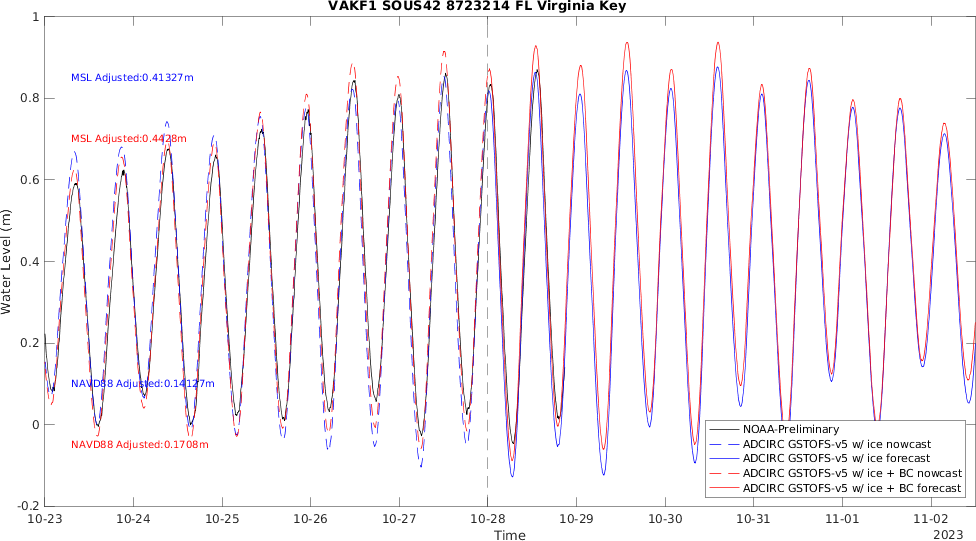 VAKF1 SOUS42 8723214 FL Virginia Key
1
0.8
0.6
0.4
0.2
0
-0.2
Water Level (m)
MSL Adjusted:0.41327m
MSL Adjusted:0.4428m
NAVD88 Adjusted:0.14127m
NAVD88 Adjusted:0.1708m
NOAA-Preliminary
ADCIRC GSTOFS-v5 w/ ice nowcast
ADCIRC GSTOFS-v5 w/ ice forecast
ADCIRC GSTOFS-v5 w/ ice + BC nowcast
ADCIRC GSTOFS-v5 w/ ice + BC forecast
10-23 10-24 10-25 10-26 10-27 10-28 10-29 10-30 10-31 11-01 11-02
Time 2023